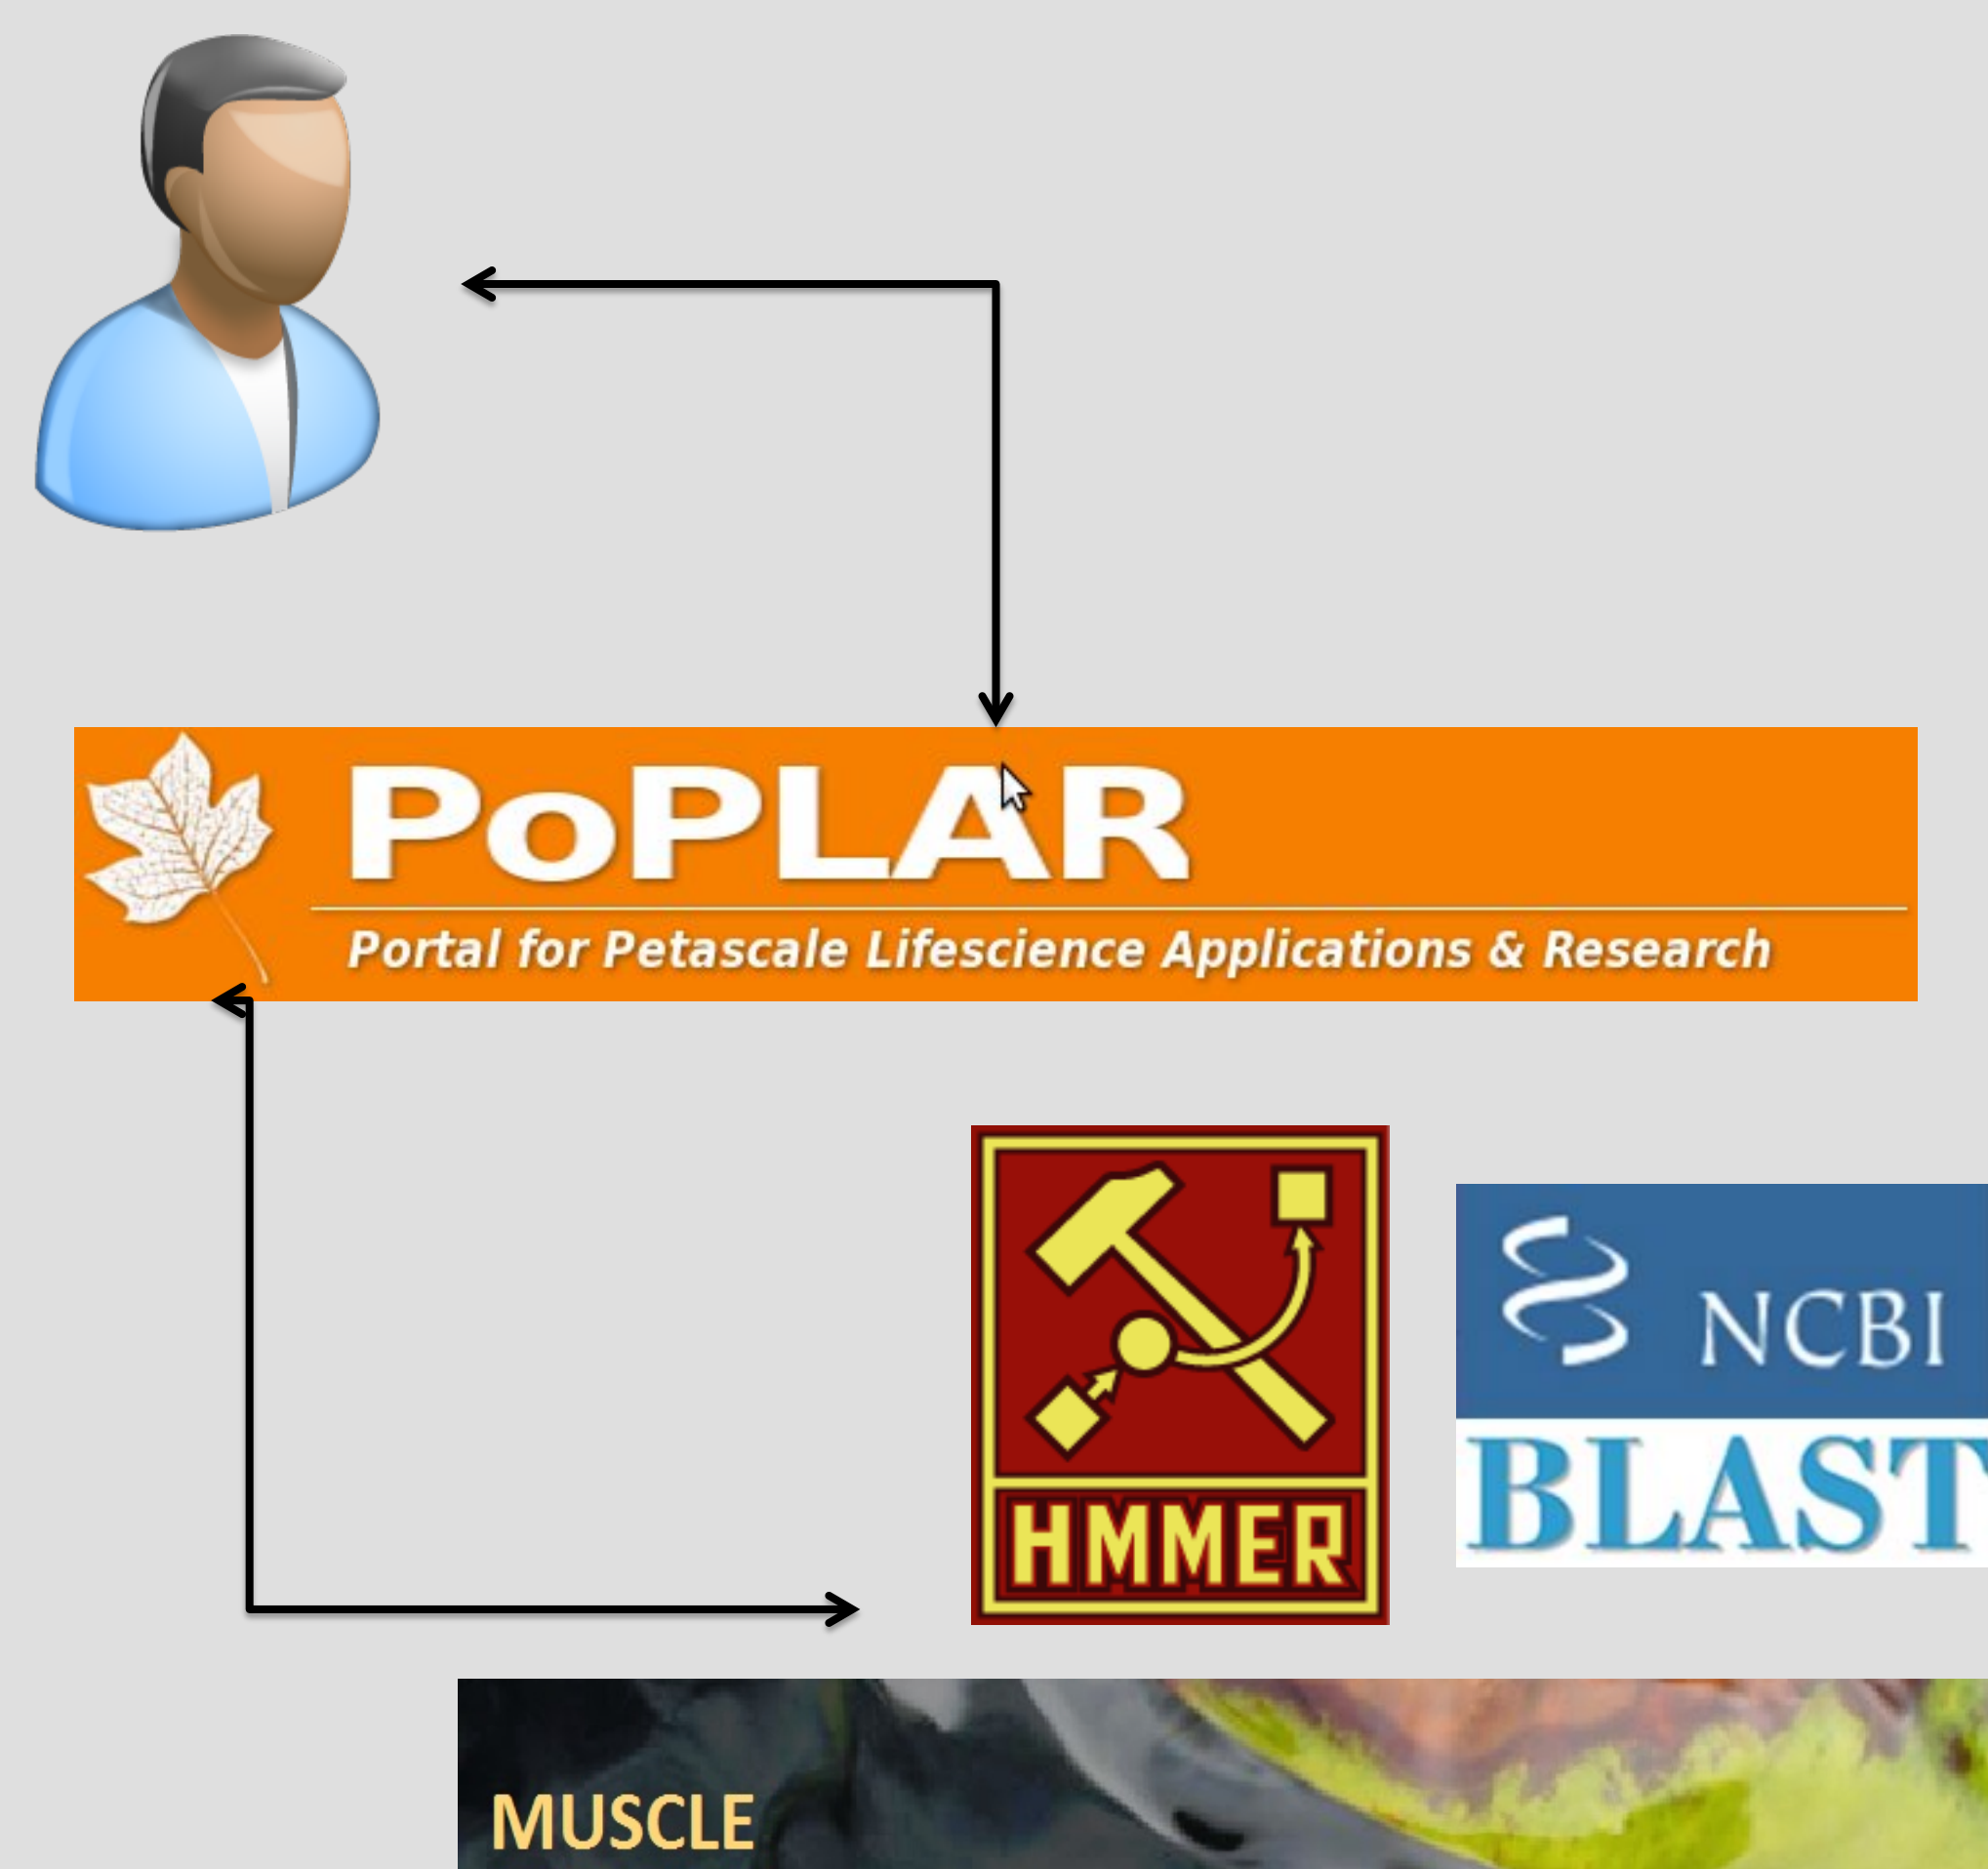 PoPLAR
Portal for Petascale Lifescience Applications & Research
HMMER
NCBI
BLAST
MUSCLE